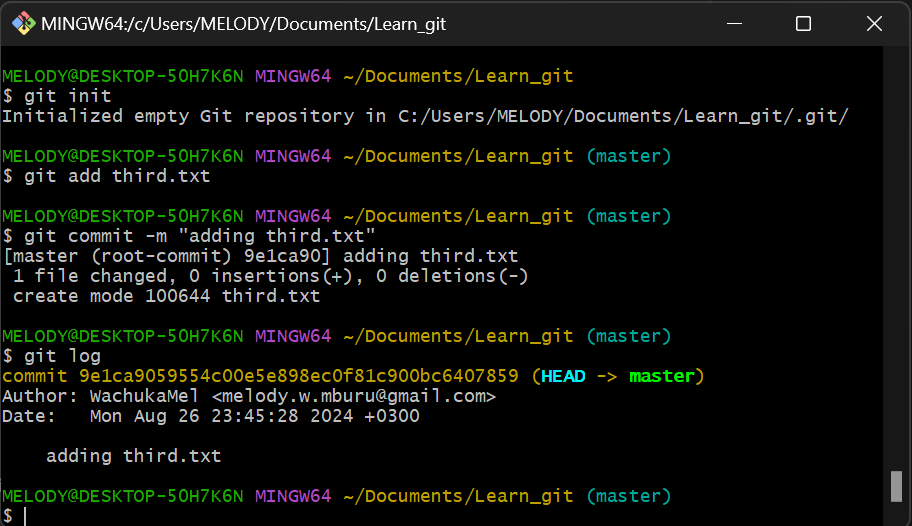 MINGW64:/c/Users/MELODY/Documents/Learn_git
MELODY@DESKTOP-5OH7K6N MINGW64 ~/Documents/Learn_git
$ git init
Initialized empty Git repository in C:/Users/MELODY/Documents/Learn_git/.git/
MELODY@DESKTOP-5OH7K6N MINGW64 ~/Documents/Learn_git (master)
$ git add third.txt
MELODY@DESKTOP-5OH7K6N MINGW64 ~/Documents/Learn_git (master)
$ git commit -m "adding third.txt"
[master (root-commit) 9e1ca90] adding third.txt
 1 file changed, 0 insertions(+), 0 deletions(-)
 create mode 100644 third.txt
MELODY@DESKTOP-5OH7K6N MINGW64 ~/Documents/Learn_git (master)
$ git log
commit 9e1ca9059554c00e5e898ec0f81c900bc6407859 (HEAD -> master)
Author: WachukaMel <melody.w.mburu@gmail.com>
Date:   Mon Aug 26 23:45:28 2024 +0300
    adding third.txt
MELODY@DESKTOP-5OH7K6N MINGW64 ~/Documents/Learn_git (master)
$